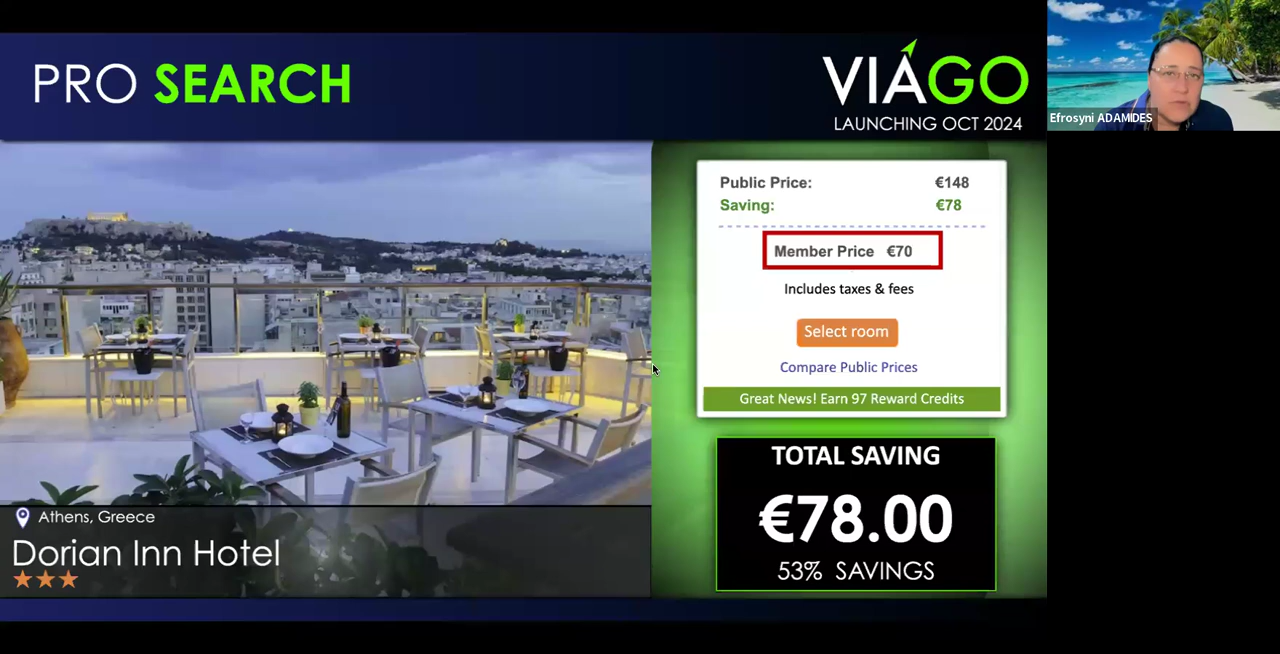 PRO SEARCH
VIAGO
LAUNCHING OCT 2024
Efrosyni ADAMIDES
Public Price: €148
Saving: €78
Member Price €70
Includes taxes & fees
Select room
Compare Public Prices
Great News! Earn 97 Reward Credits
TOTAL SAVING
€78.00
53% SAVINGS
Athens, Greece
Dorian Inn Hotel